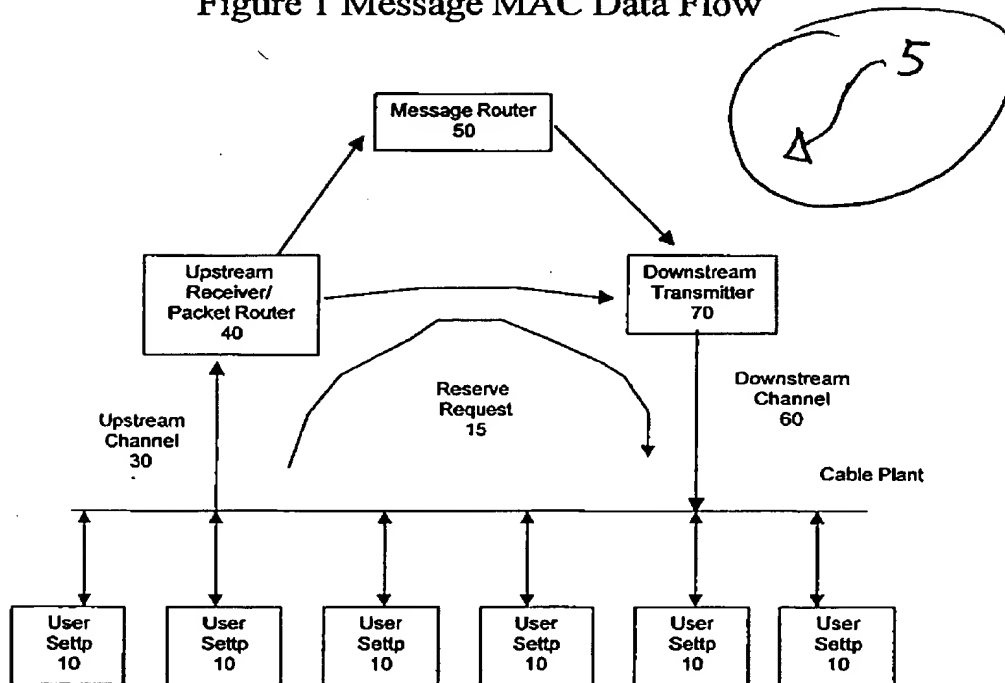 Figure 1 Message MAC Data Flow
5
Message Router
50
Upstream
Receiver/
Packet Router
40
Downstream
Transmitter
70
Reserve
Request
15
Upstream
Channel
30
Downstream
Channel
60
Cable Plant
User
Settp
10
User
Settp
10
User
Settp
10
User
Settp
10
User
Settp
10
User
Settp
10